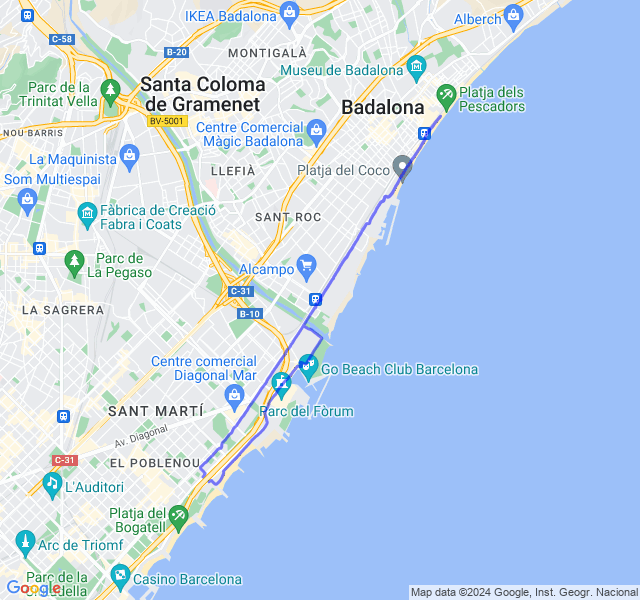 IKEA Badalona
Alberch
C-58
B-20
MONTIGALÀ
Museu de Badalona
Parc de la
Trinitat Vella
Santa Coloma
de Gramenet
Platja dels
Pescadors
Badalona
BV-5001
NOU BARRIS
Centre Comercial
Màgic Badalona
La Maquinista
LLEFIÀ
Platja del Coco
Som Multiespai
Fàbrica de Creació
Fabra i Coats
SANT ROC
Parc de
La Pegaso
Alcampo
C-31
LA SAGRERA
B-10
Centre comercial
Diagonal Mar
Go Beach Club Barcelona
SANT MARTÍ
Parc del Fòrum
Av. Diagonal
C-31
EL POBLENOU
L'Auditori
Platja del
Bogatell
Arc de Triomf
Parc de la
Casino Barcelona
Google
Map data ©2024 Google, Inst. Geogr. Nacional